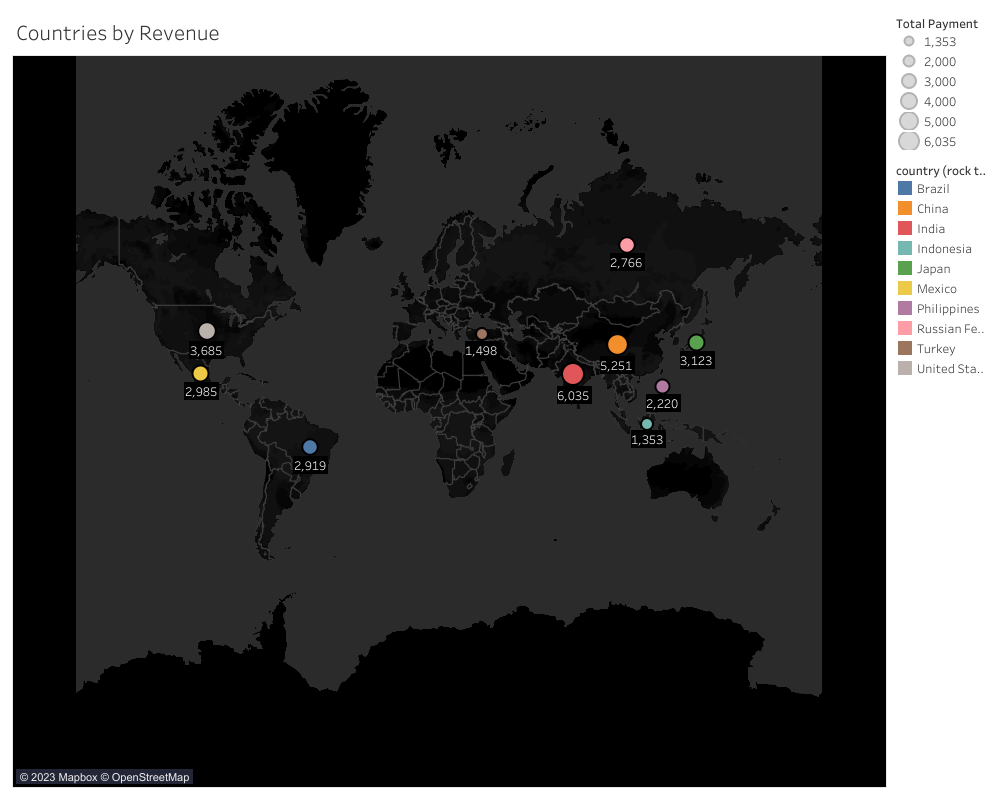 Countries by Revenue
Total Payment
1,353
2,000
3,000
4,000
5,000
6,035
country (rock t..
Brazil
China
India
Indonesia
Japan
Mexico
Philippines
Russian Fe..
Turkey
United Sta..
2,766
3,685
1,498
5,251
3,123
2,985
6,035
2,220
1,353
2,919
© 2023 Mapbox © OpenStreetMap